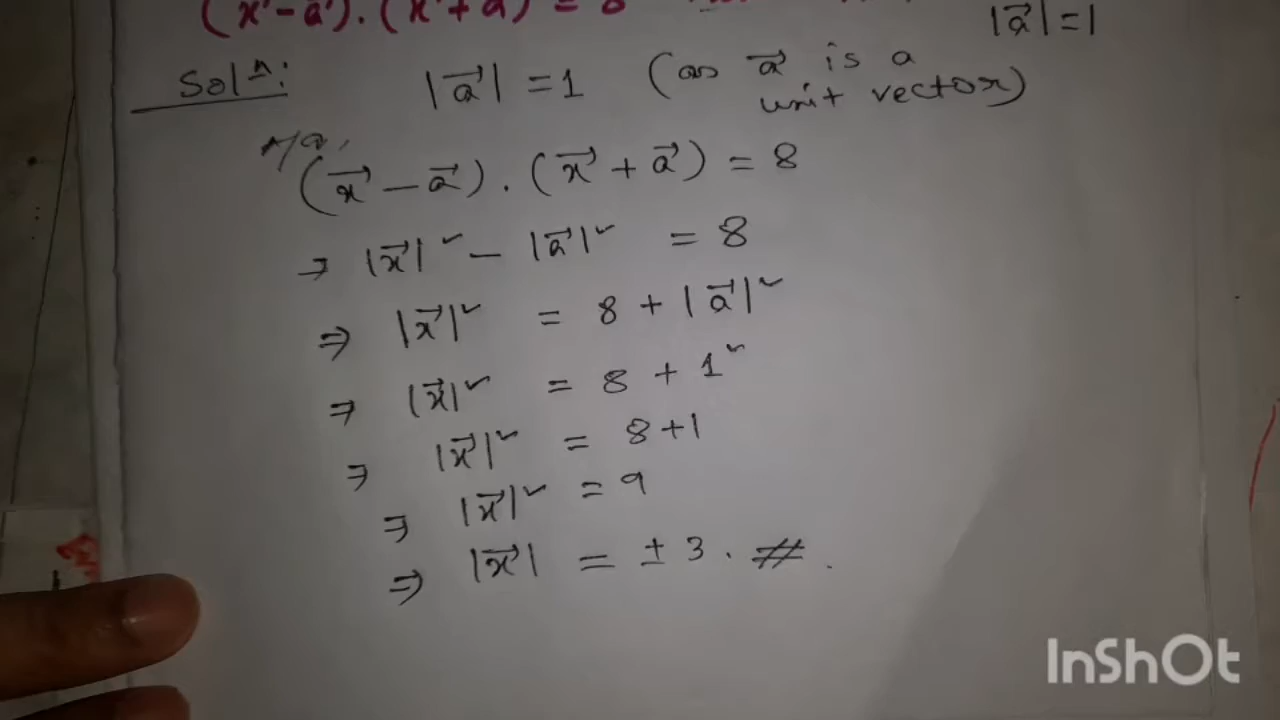 (x⃗ - a⃗) . (x⃗ + a⃗) = 8
|a⃗| = 1
Solⁿ: |a⃗| = 1 (as a⃗ is a
unit vector)
(x⃗ - a⃗) . (x⃗ + a⃗) = 8
⇒ |x⃗|² - |a⃗|² = 8
⇒ |x⃗|² = 8 + |a⃗|²
⇒ |x⃗|² = 8 + 1²
⇒ |x⃗|² = 8 + 1
⇒ |x⃗|² = 9
⇒ |x⃗| = ± 3 . #.
InShOt